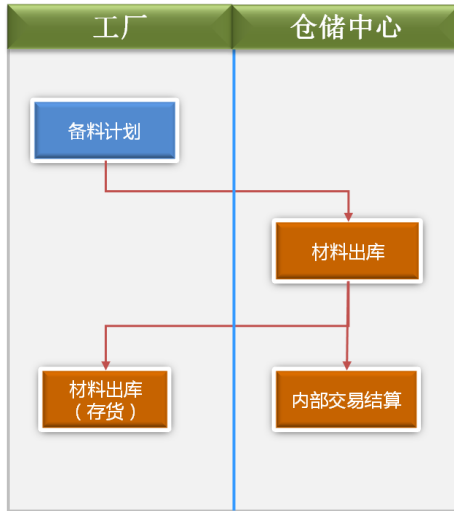 工厂
仓储中心
备料计划
材料出库
材料出库
（存货）
内部交易结算